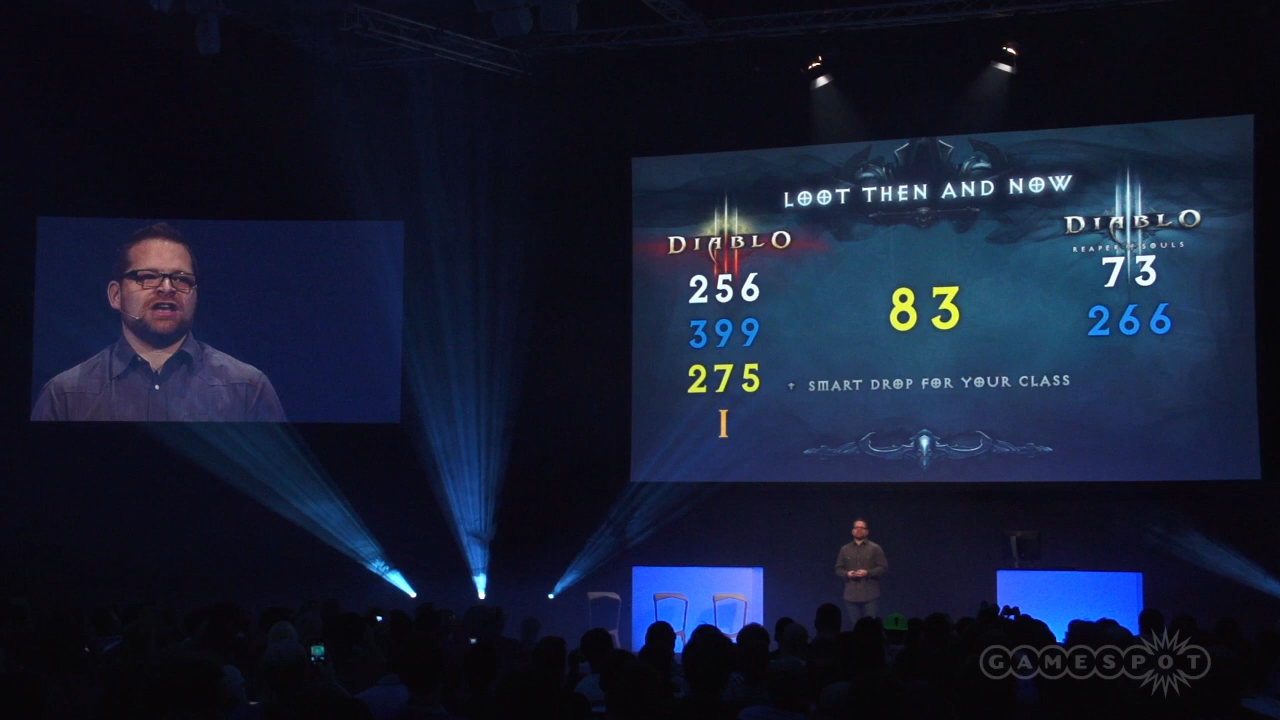 LOOT THEN AND NOW
DIABLO
256
399
275
I
83
SMART DROP FOR YOUR CLASS
DIABLO
REAPER OF SOULS
73
266
GAMESPOT